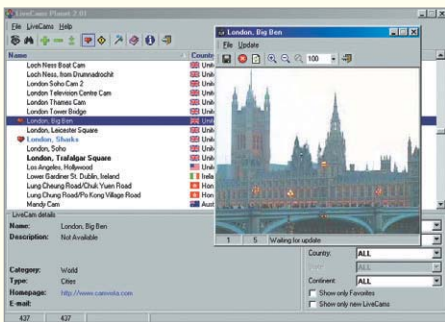 LiveCams Planet 2.01
File LiveCams Help
Name
Country
Loch Ness Boat Cam
Loch Ness, from Drumnadrochit
London Soho Cam 2
London Television Centre Cam
London Thames Cam
London Tower Bridge
London, Big Ben
London, Leicester Square
London, Sharks
London, Soho
London, Trafalgar Square
Los Angeles, Hollywood
Lower Gardiner St. Dublin, Ireland
Lung Cheung Road/Chuk Yuen Road
Lung Chung Road/Po Kong Village Road
Mandy Cam
London, Big Ben
File Update
100
1 5 Waiting for update
LiveCam details
Name: London, Big Ben
Description: Not Available
Category: World
Type: Cities
Homepage: http://www.camvista.com
E-mail:
Country: ALL
ALL
Continent: ALL
Show only Favorites
Show only new LiveCams
437 437